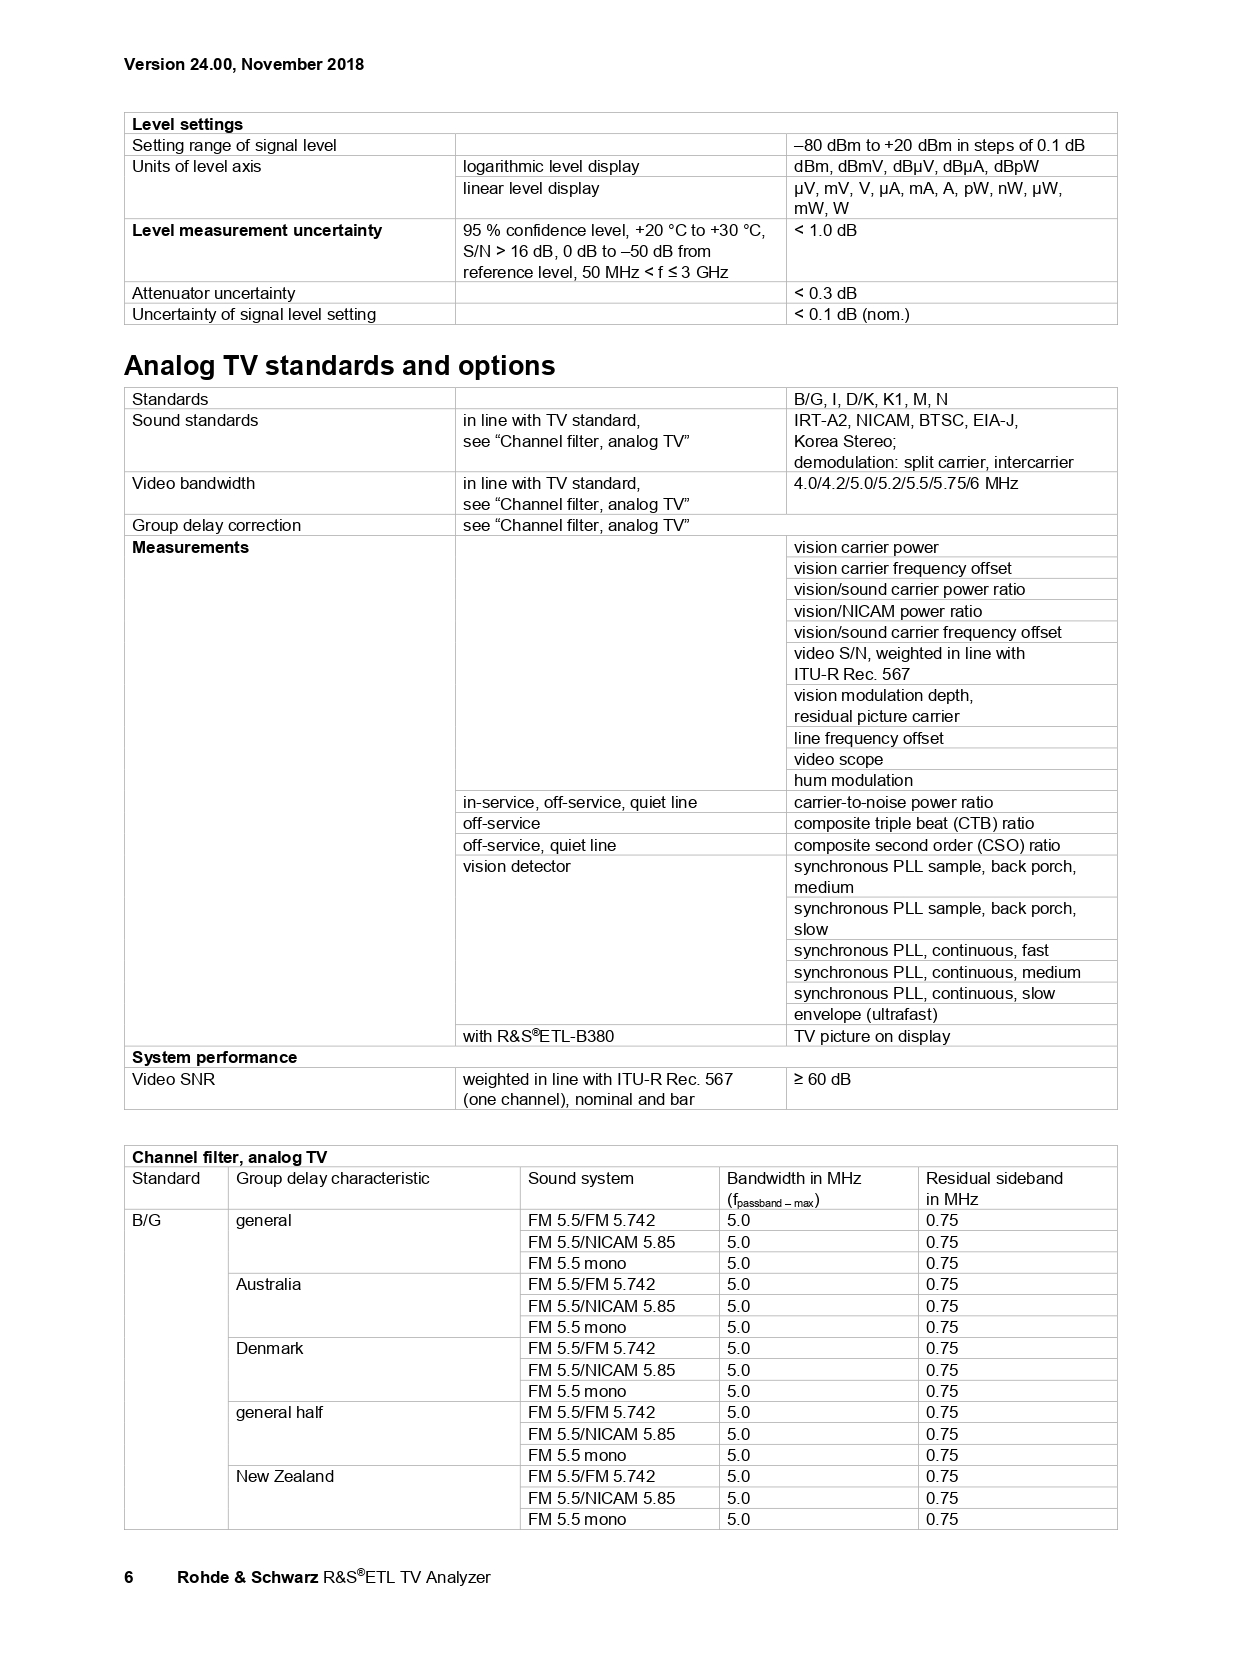 Version 24.00, November 2018
Level settings
Setting range of signal level –80 dBm to +20 dBm in steps of 0.1 dB
Units of level axis logarithmic level display dBm, dBmV, dBµV, dBµA, dBpW
linear level display µV, mV, V, µA, mA, A, pW, nW, µW,
mW, W
Level measurement uncertainty 95 % confidence level, +20 °C to +30 °C, < 1.0 dB
S/N > 16 dB, 0 dB to –50 dB from
reference level, 50 MHz < f ≤ 3 GHz
Attenuator uncertainty < 0.3 dB
Uncertainty of signal level setting < 0.1 dB (nom.)
Analog TV standards and options
Standards B/G, I, D/K, K1, M, N
Sound standards in line with TV standard, IRT-A2, NICAM, BTSC, EIA-J,
see “Channel filter, analog TV” Korea Stereo;
demodulation: split carrier, intercarrier
Video bandwidth in line with TV standard, 4.0/4.2/5.0/5.2/5.5/5.75/6 MHz
see “Channel filter, analog TV”
Group delay correction see “Channel filter, analog TV”
Measurements vision carrier power
vision carrier frequency offset
vision/sound carrier power ratio
vision/NICAM power ratio
vision/sound carrier frequency offset
video S/N, weighted in line with
ITU-R Rec. 567
vision modulation depth,
residual picture carrier
line frequency offset
video scope
hum modulation
in-service, off-service, quiet line carrier-to-noise power ratio
off-service composite triple beat (CTB) ratio
off-service, quiet line composite second order (CSO) ratio
vision detector synchronous PLL sample, back porch,
medium
synchronous PLL sample, back porch,
slow
synchronous PLL, continuous, fast
synchronous PLL, continuous, medium
synchronous PLL, continuous, slow
envelope (ultrafast)
with R&S®ETL-B380 TV picture on display
System performance
Video SNR weighted in line with ITU-R Rec. 567 ≥ 60 dB
(one channel), nominal and bar
Channel filter, analog TV
Standard Group delay characteristic Sound system Bandwidth in MHz Residual sideband
(fpassband – max) in MHz
B/G general FM 5.5/FM 5.742 5.0 0.75
FM 5.5/NICAM 5.85 5.0 0.75
FM 5.5 mono 5.0 0.75
Australia FM 5.5/FM 5.742 5.0 0.75
FM 5.5/NICAM 5.85 5.0 0.75
FM 5.5 mono 5.0 0.75
Denmark FM 5.5/FM 5.742 5.0 0.75
FM 5.5/NICAM 5.85 5.0 0.75
FM 5.5 mono 5.0 0.75
general half FM 5.5/FM 5.742 5.0 0.75
FM 5.5/NICAM 5.85 5.0 0.75
FM 5.5 mono 5.0 0.75
New Zealand FM 5.5/FM 5.742 5.0 0.75
FM 5.5/NICAM 5.85 5.0 0.75
FM 5.5 mono 5.0 0.75
6 Rohde & Schwarz R&S®ETL TV Analyzer